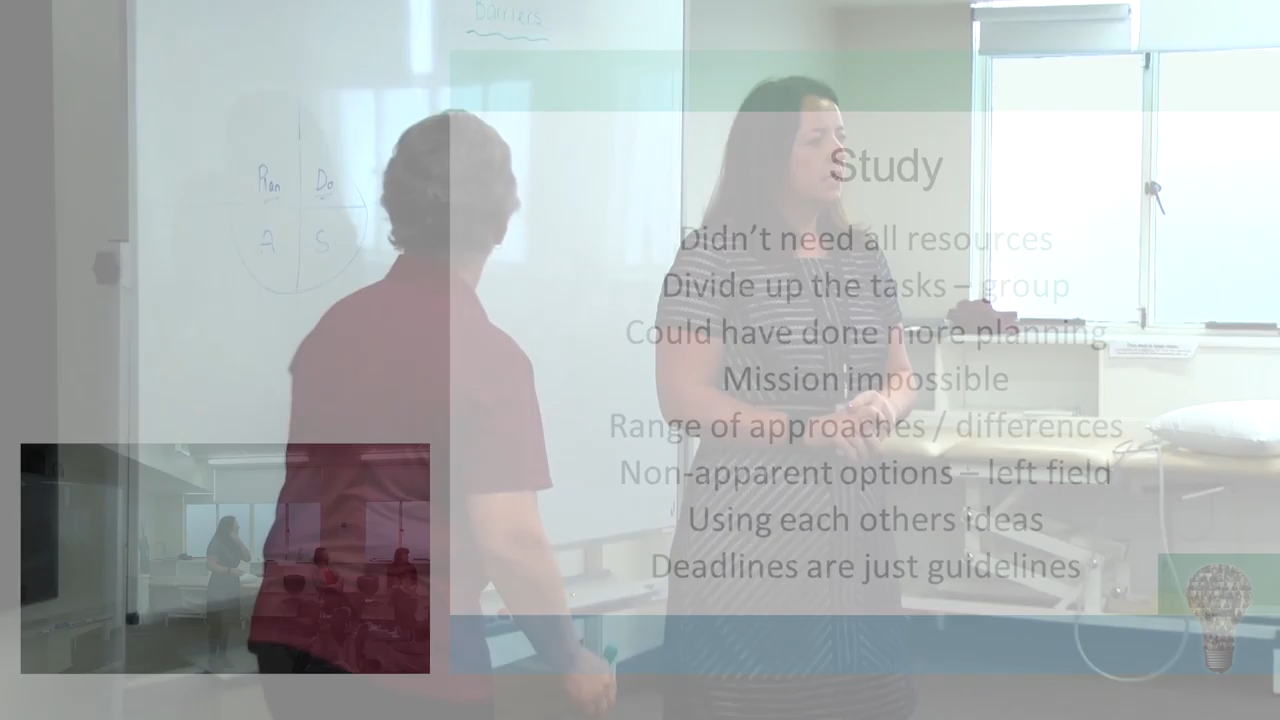 Barriers
Study
Plan Do
A S
Didn't need all resources
Divide up the tasks – group
Could have done more planning
Mission impossible
Range of approaches / differences
Non-apparent options – left field
Using each others ideas
Deadlines are just guidelines